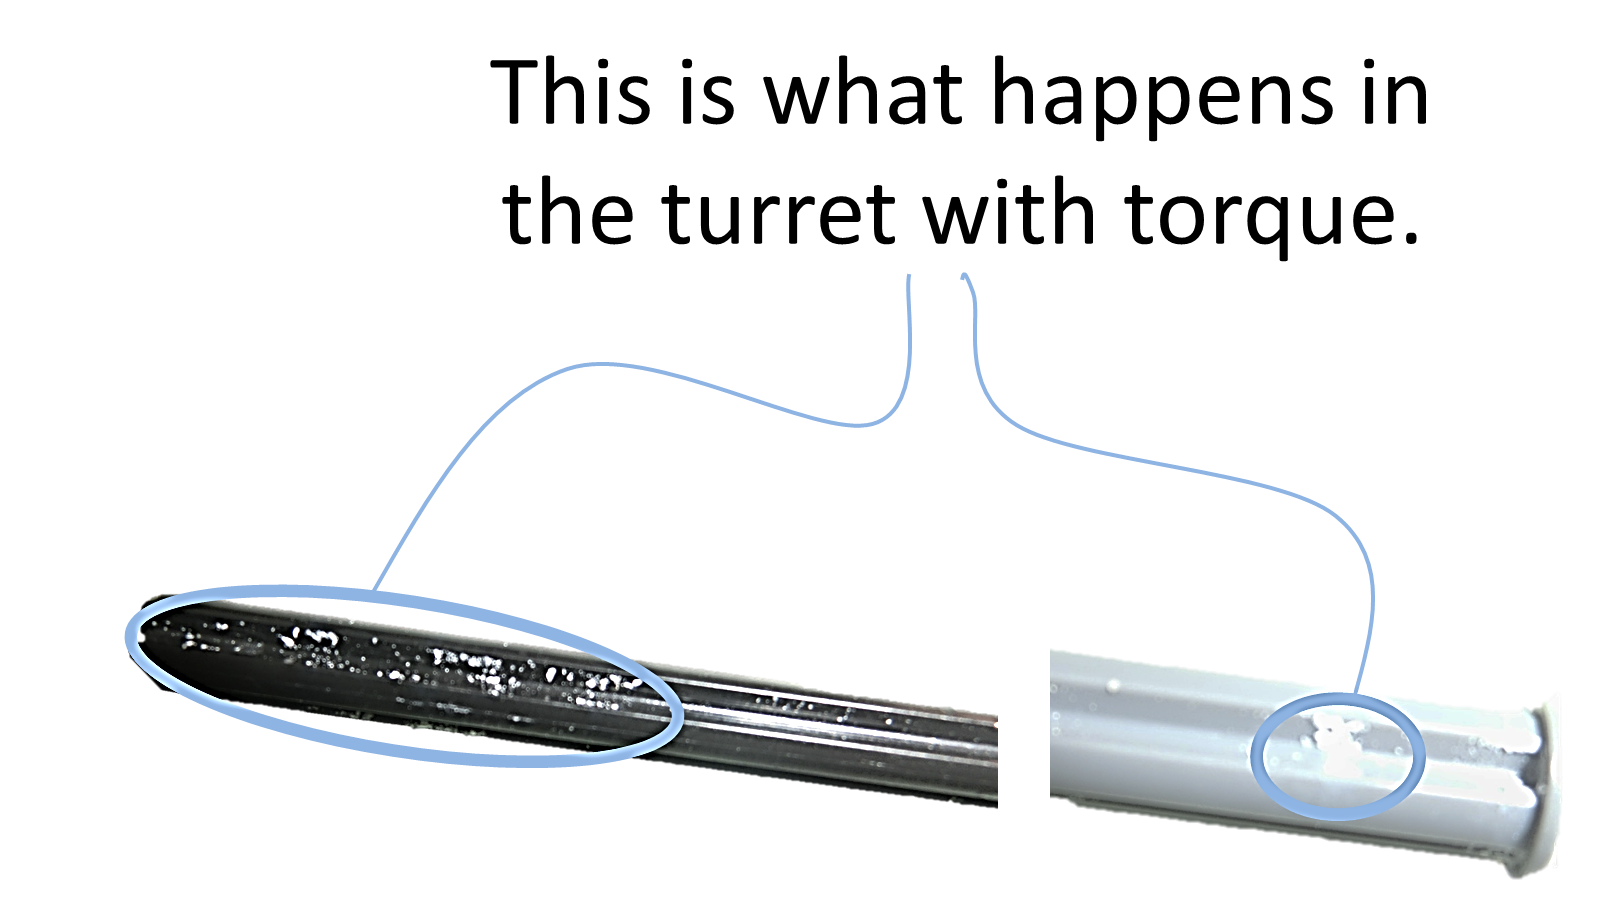 This is what happens in
the turret with torque.